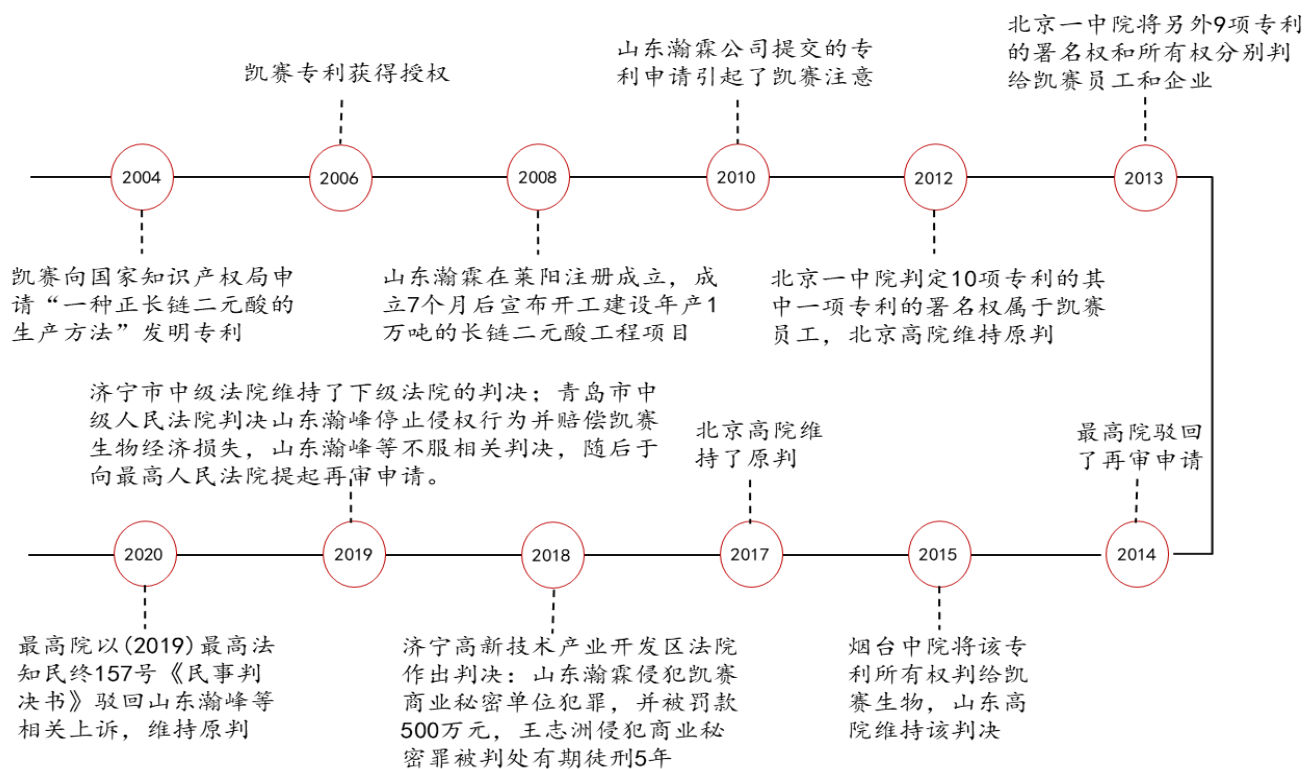 2004
凯赛向国家知识产权局申
请“一种正长链二元酸的
生产方法”发明专利
凯赛专利获得授权
2006
2008
山东瀚霖在莱阳注册成立，成
立7个月后宣布开工建设年产1
万吨的长链二元酸工程项目
山东瀚霖公司提交的专
利申请引起了凯赛注意
2010
2012
北京一中院判定10项专利的其
中一项专利的署名权属于凯赛
员工，北京高院维持原判
北京一中院将另外9项专利
的署名权和所有权分别判
给凯赛员工和企业
2013
最高院驳回
了再审申请
2014
2015
烟台中院将该专
利所有权判给凯
赛生物，山东高
院维持该判决
北京高院维
持了原判
2017
2018
济宁高新技术产业开发区法院
作出判决：山东瀚霖侵犯凯赛
商业秘密单位犯罪，并被罚款
500万元，王志洲侵犯商业秘
密罪被判处有期徒刑5年
济宁市中级法院维持了下级法院的判决；青岛市中
级人民法院判决山东瀚峰停止侵权行为并赔偿凯赛
生物经济损失，山东瀚峰等不服相关判决，随后于
向最高人民法院提起再审申请。
2019
2020
最高院以(2019)最高法
知民终157号《民事判
决书》驳回山东瀚峰等
相关上诉，维持原判